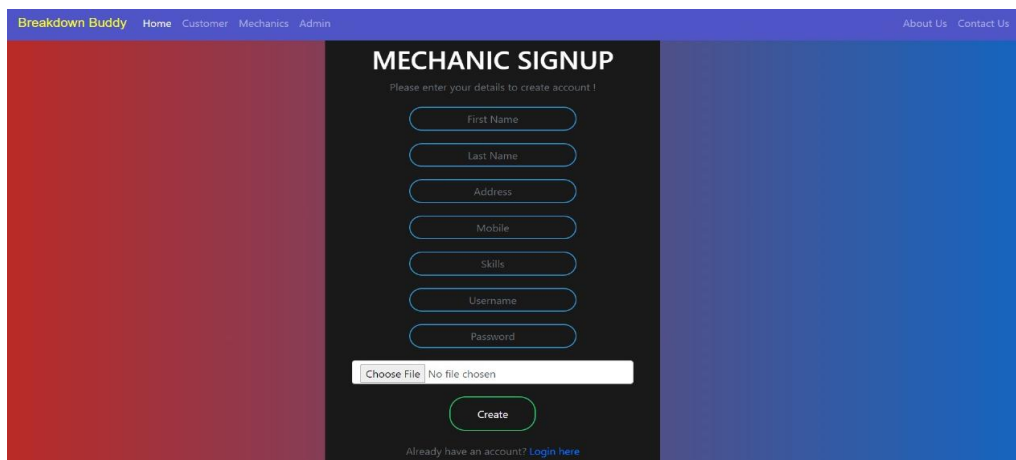 Breakdown Buddy Home Customer Mechanics Admin About Us Contact Us
MECHANIC SIGNUP
Please enter your details to create account !
First Name
Last Name
Address
Mobile
Skills
Username
Password
Choose File No file chosen
Create
Already have an account? Login here